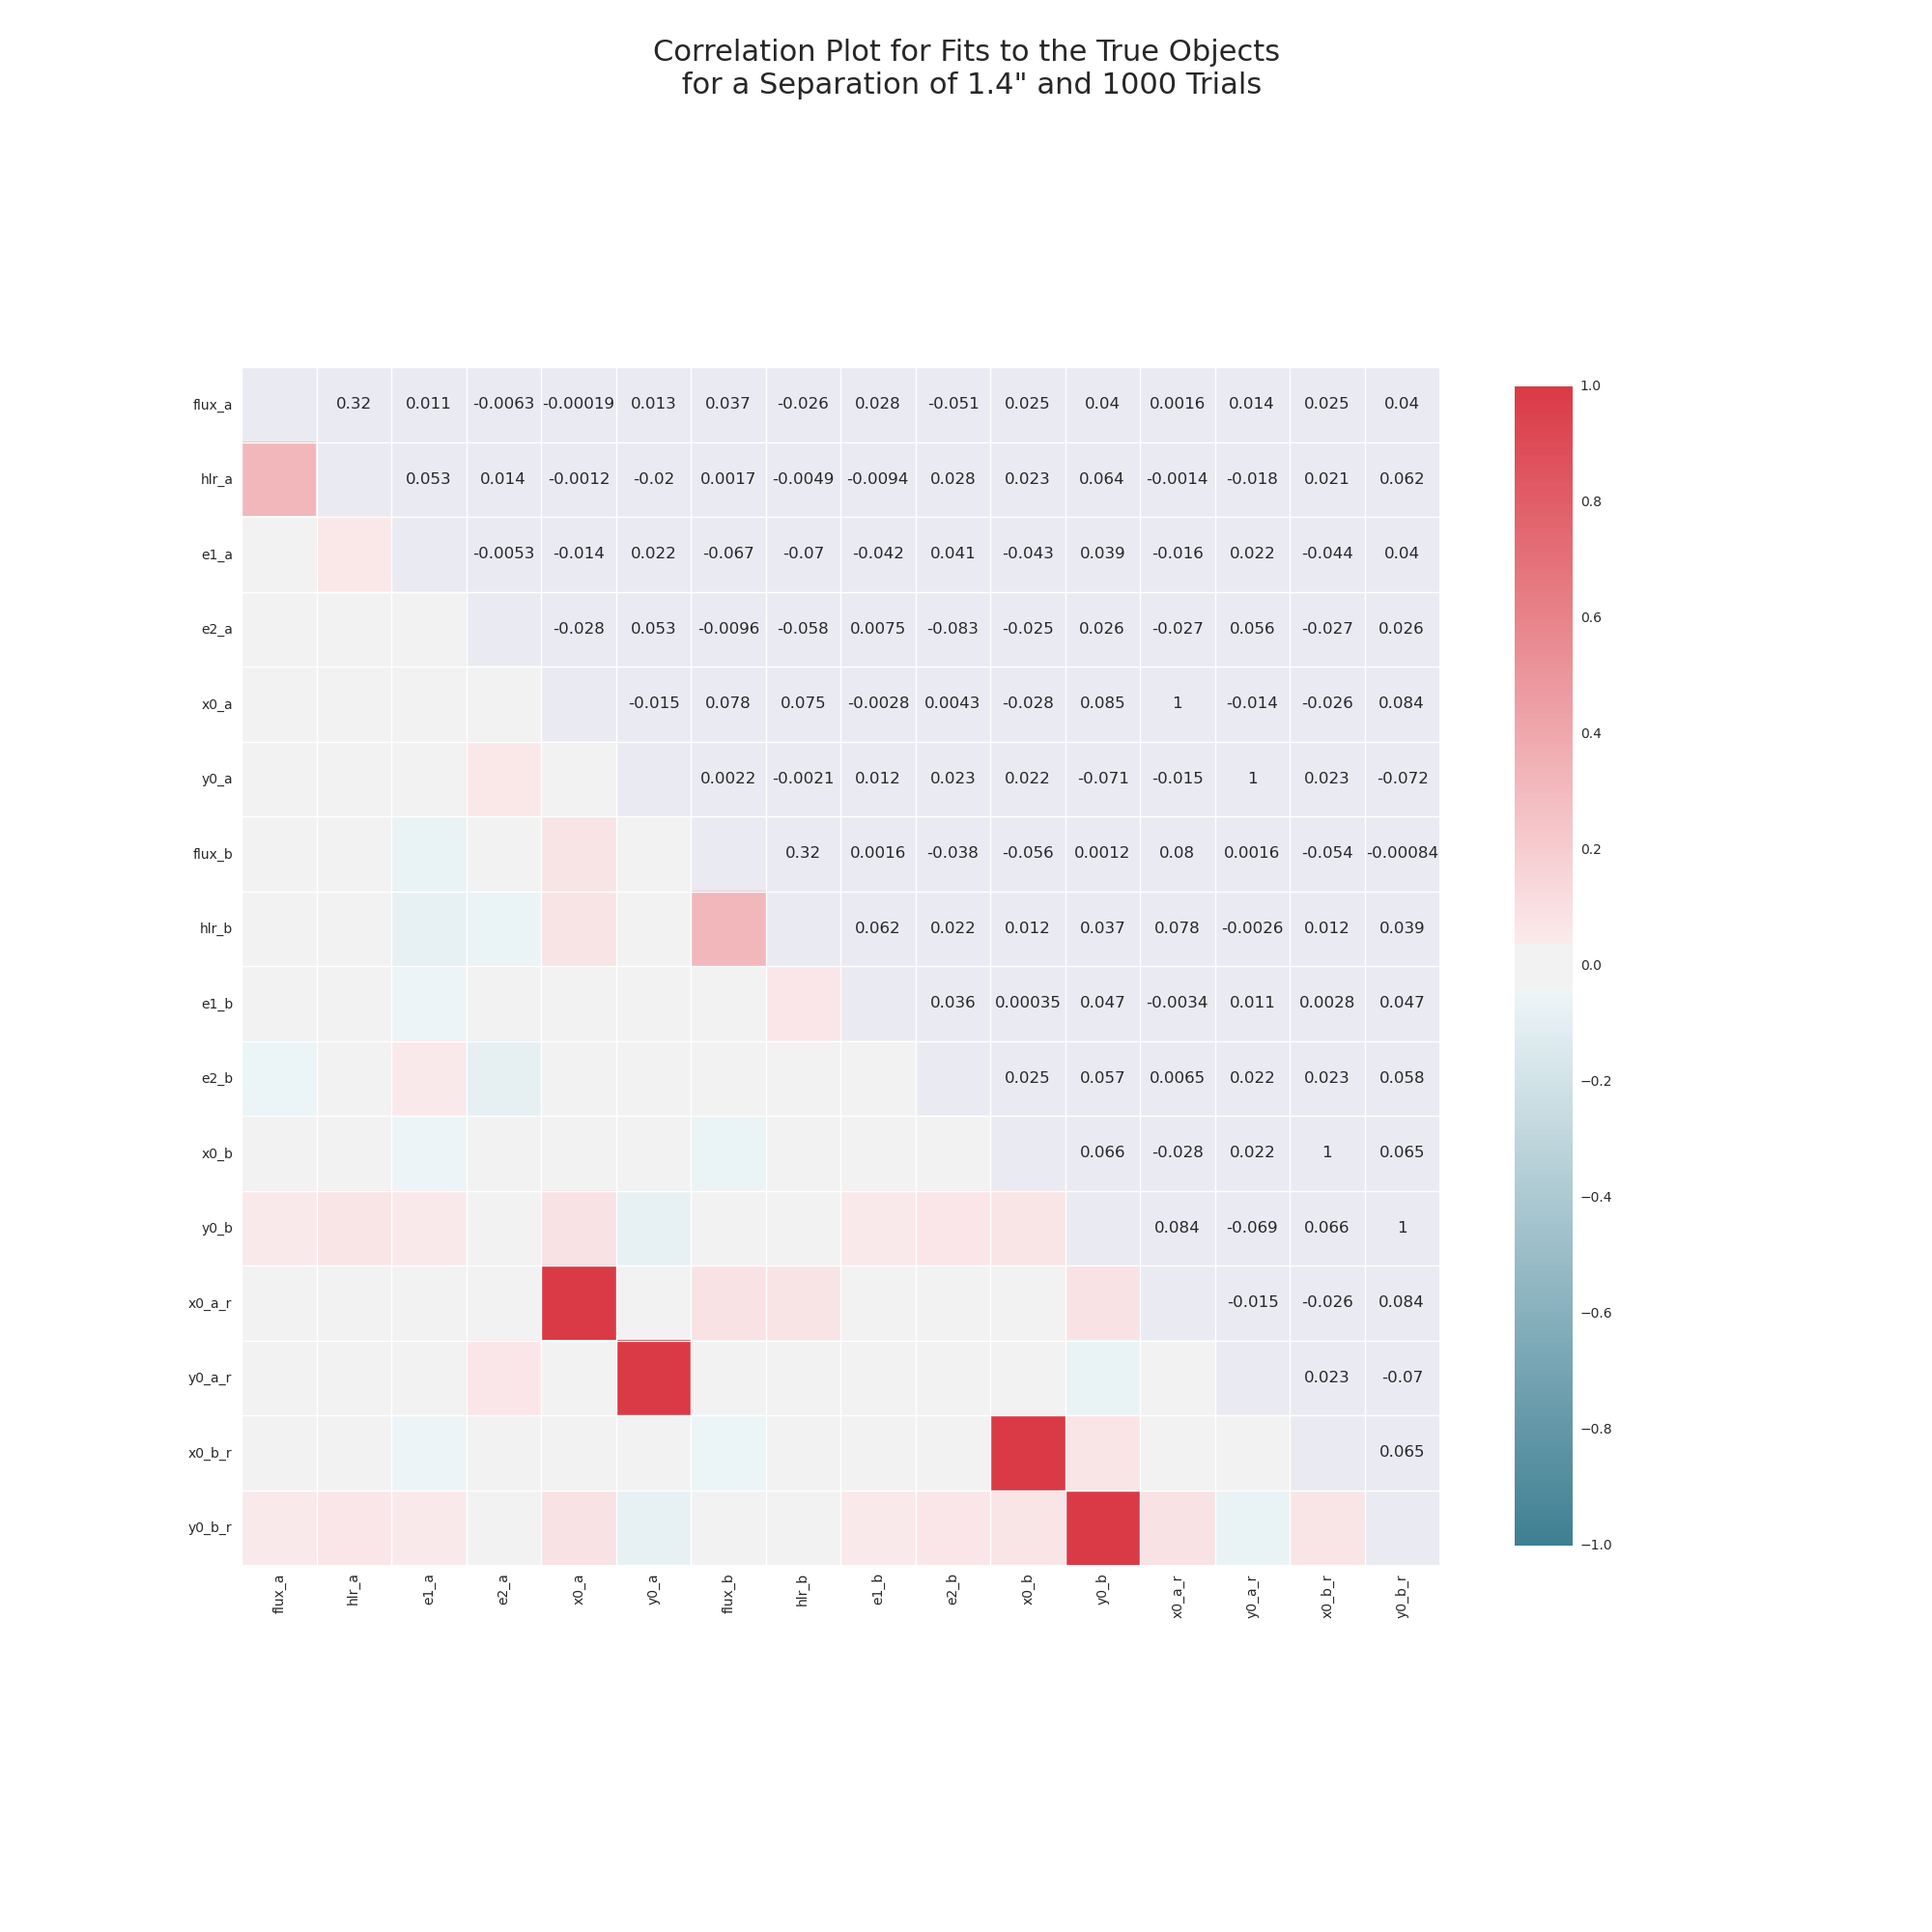 Correlation Plot for Fits to the True Objects
for a Separation of 1.4" and 1000 Trials
flux_a 0.32 0.011 -0.0063 -0.00019 0.013 0.037 -0.026 0.028 -0.051 0.025 0.04 0.0016 0.014 0.025 0.04
hlr_a 0.053 0.014 -0.0012 -0.02 0.0017 -0.0049 -0.0094 0.028 0.023 0.064 -0.0014 -0.018 0.021 0.062
e1_a -0.0053 -0.014 0.022 -0.067 -0.07 -0.042 0.041 -0.043 0.039 -0.016 0.022 -0.044 0.04
e2_a -0.028 0.053 -0.0096 -0.058 0.0075 -0.083 -0.025 0.026 -0.027 0.056 -0.027 0.026
x0_a -0.015 0.078 0.075 -0.0028 0.0043 -0.028 0.085 1 -0.014 -0.026 0.084
y0_a 0.0022 -0.0021 0.012 0.023 0.022 -0.071 -0.015 1 0.023 -0.072
flux_b 0.32 0.0016 -0.038 -0.056 0.0012 0.08 0.0016 -0.054 -0.00084
hlr_b 0.062 0.022 0.012 0.037 0.078 -0.0026 0.012 0.039
e1_b 0.036 0.00035 0.047 -0.0034 0.011 0.0028 0.047
e2_b 0.025 0.057 0.0065 0.022 0.023 0.058
x0_b 0.066 -0.028 0.022 1 0.065
y0_b 0.084 -0.069 0.066 1
x0_a_r -0.015 -0.026 0.084
y0_a_r 0.023 -0.07
x0_b_r 0.065
y0_b_r
flux_a hlr_a e1_a e2_a x0_a y0_a flux_b hlr_b e1_b e2_b x0_b y0_b x0_a_r y0_a_r x0_b_r y0_b_r
1.0
0.8
0.6
0.4
0.2
0.0
−0.2
−0.4
−0.6
−0.8
−1.0